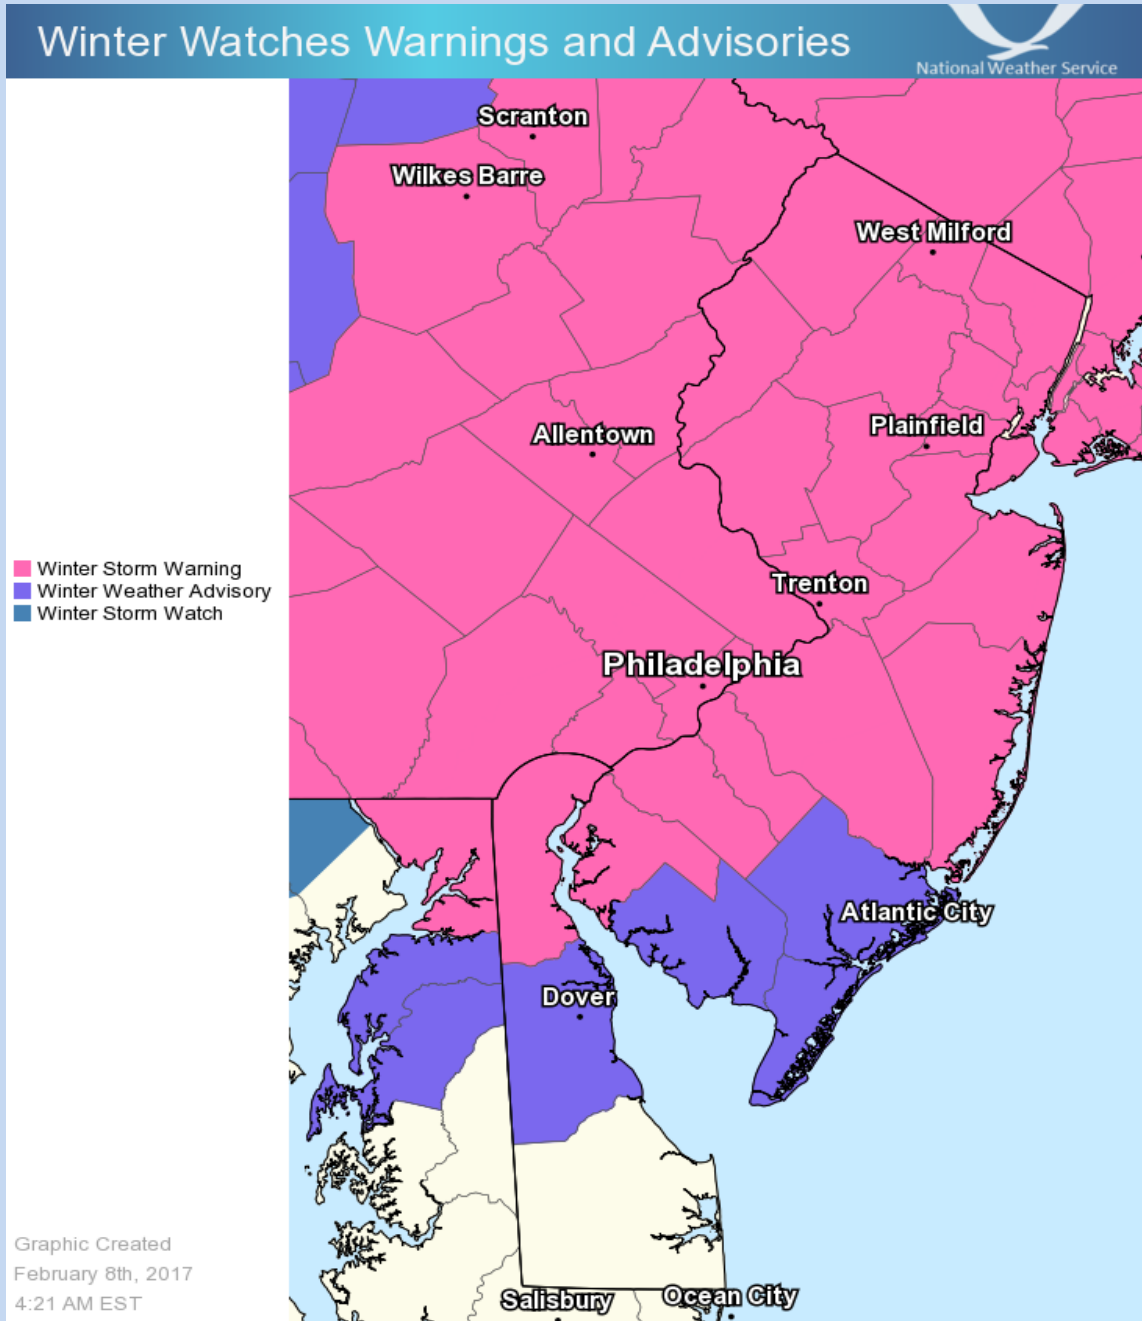 Winter Watches Warnings and Advisories
National Weather Service
Scranton
Wilkes Barre
West Milford
Plainfield
Allentown
Winter Storm Warning
Winter Weather Advisory
Winter Storm Watch
Trenton
Philadelphia
Atlantic City
Dover
Graphic Created
February 8th, 2017
4:21 AM EST
Salisbury
Ocean City